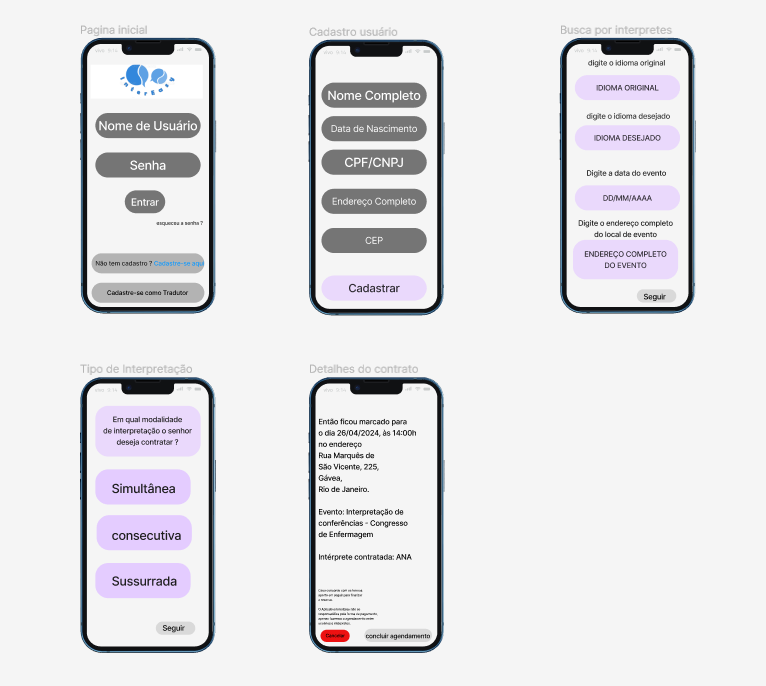 Pagina inicial
InterEasy
Nome de Usuário
Senha
Entrar
esqueceu a senha ?
Não tem cadastro ? Cadastre-se aqui
Cadastre-se como Tradutor
Cadastro usuário
Nome Completo
Data de Nascimento
CPF/CNPJ
Endereço Completo
CEP
Cadastrar
Busca por interpretes
digite o idioma original
IDIOMA ORIGINAL
digite o idioma desejado
IDIOMA DESEJADO
Digite a data do evento
DD/MM/AAAA
Digite o endereço completo
do local de evento
ENDEREÇO COMPLETO
DO EVENTO
Seguir
Tipo de Interpretação
Em qual modalidade
de interpretação o senhor
deseja contratar ?
Simultânea
consecutiva
Sussurrada
Seguir
Detalhes do contrato
Então ficou marcado para
o dia 26/04/2024, às 14:00h
no endereço
Rua Marquês de
São Vicente, 225,
Gávea,
Rio de Janeiro.
Evento: Interpretação de
conferências - Congresso
de Enfermagem
Intérprete contratada: ANA
concluir agendamento